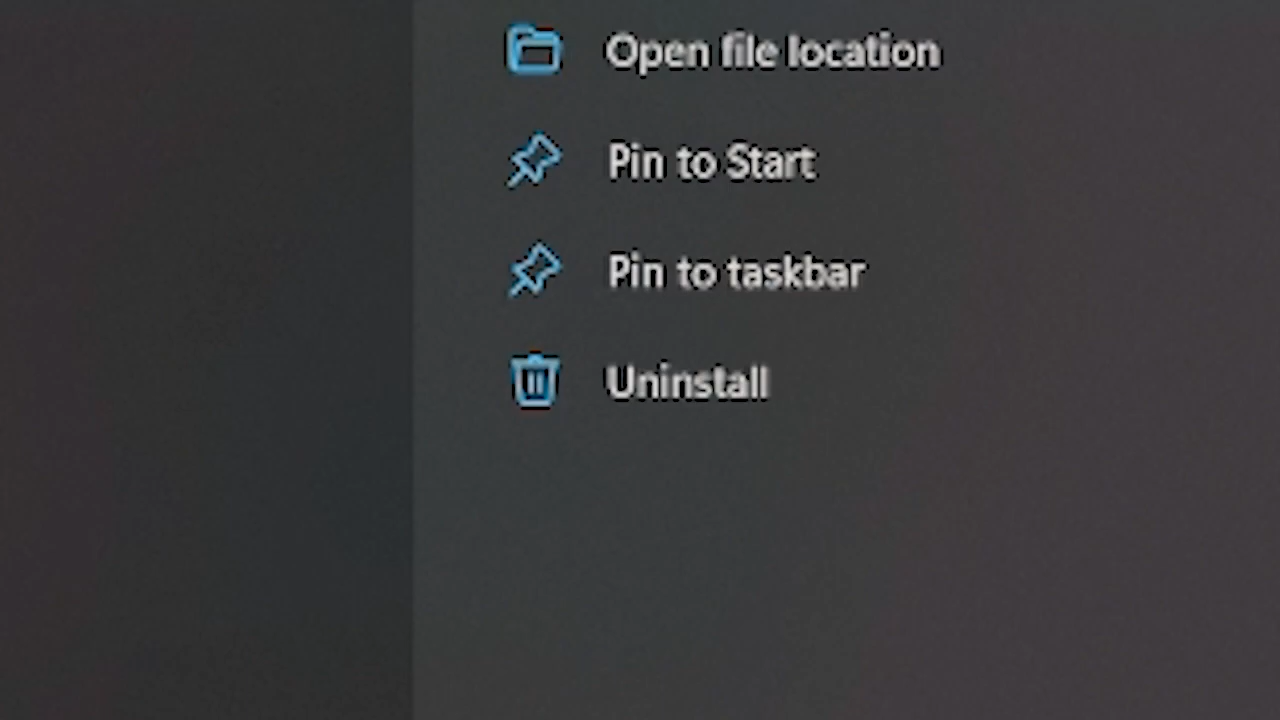 Open file location
Pin to Start
Pin to taskbar
Uninstall